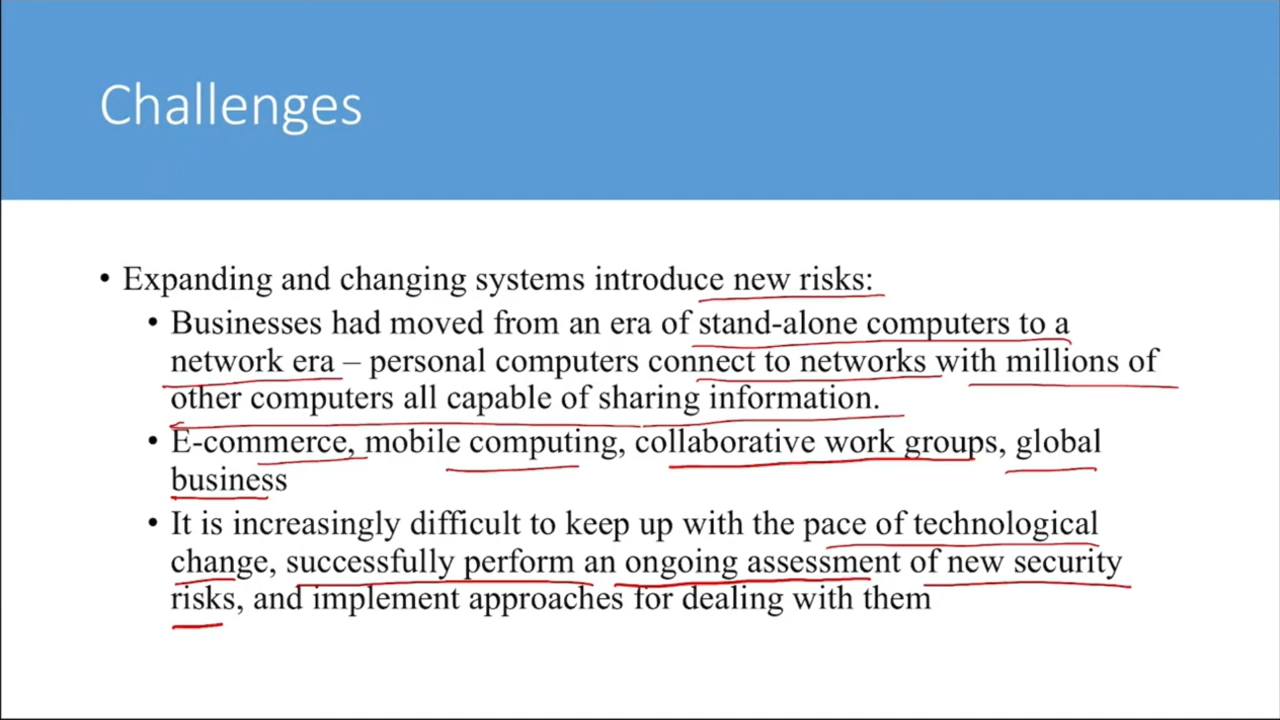 Challenges
• Expanding and changing systems introduce new risks:
• Businesses had moved from an era of stand-alone computers to a
network era – personal computers connect to networks with millions of
other computers all capable of sharing information.
• E-commerce, mobile computing, collaborative work groups, global
business
• It is increasingly difficult to keep up with the pace of technological
change, successfully perform an ongoing assessment of new security
risks, and implement approaches for dealing with them